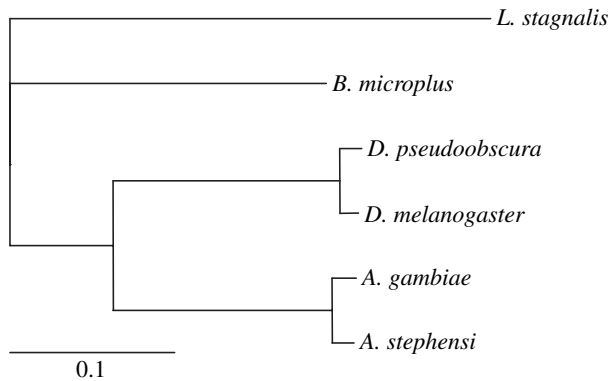 L. stagnalis
B. microplus
D. pseudoobscura
D. melanogaster
A. gambiae
A. stephensi
0.1